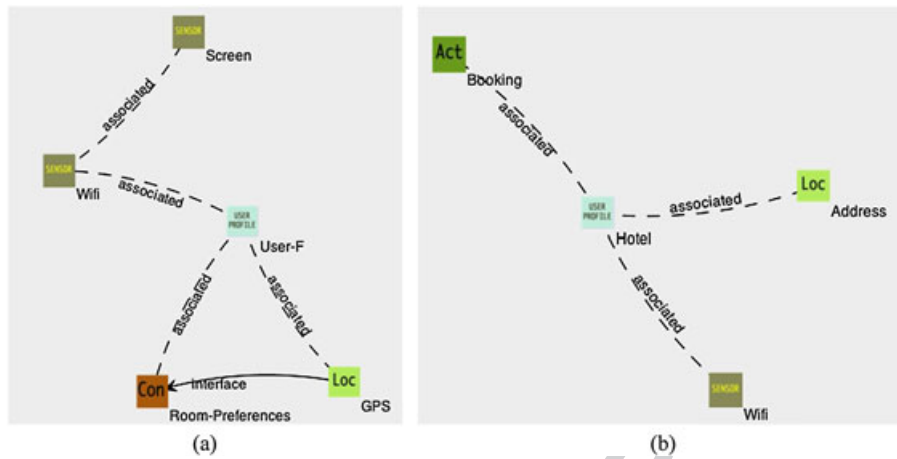 SENSOR
Screen
associated
SENSOR
Wifi
associated
USER
PROFILE
User-F
associated
associated
Con
interface
Loc
Room-Preferences
GPS
(a)
Act
Booking
associated
Loc
associated
Address
USER
PROFILE
Hotel
associated
SENSOR
Wifi
(b)